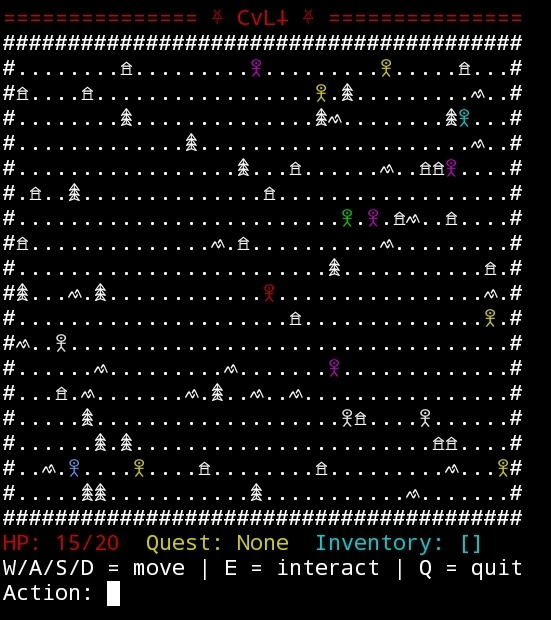 =============== ⛧ CvL⸸ ⛧ ===============
HP: 15/20  Quest: None  Inventory: []
W/A/S/D = move | E = interact | Q = quit
Action: